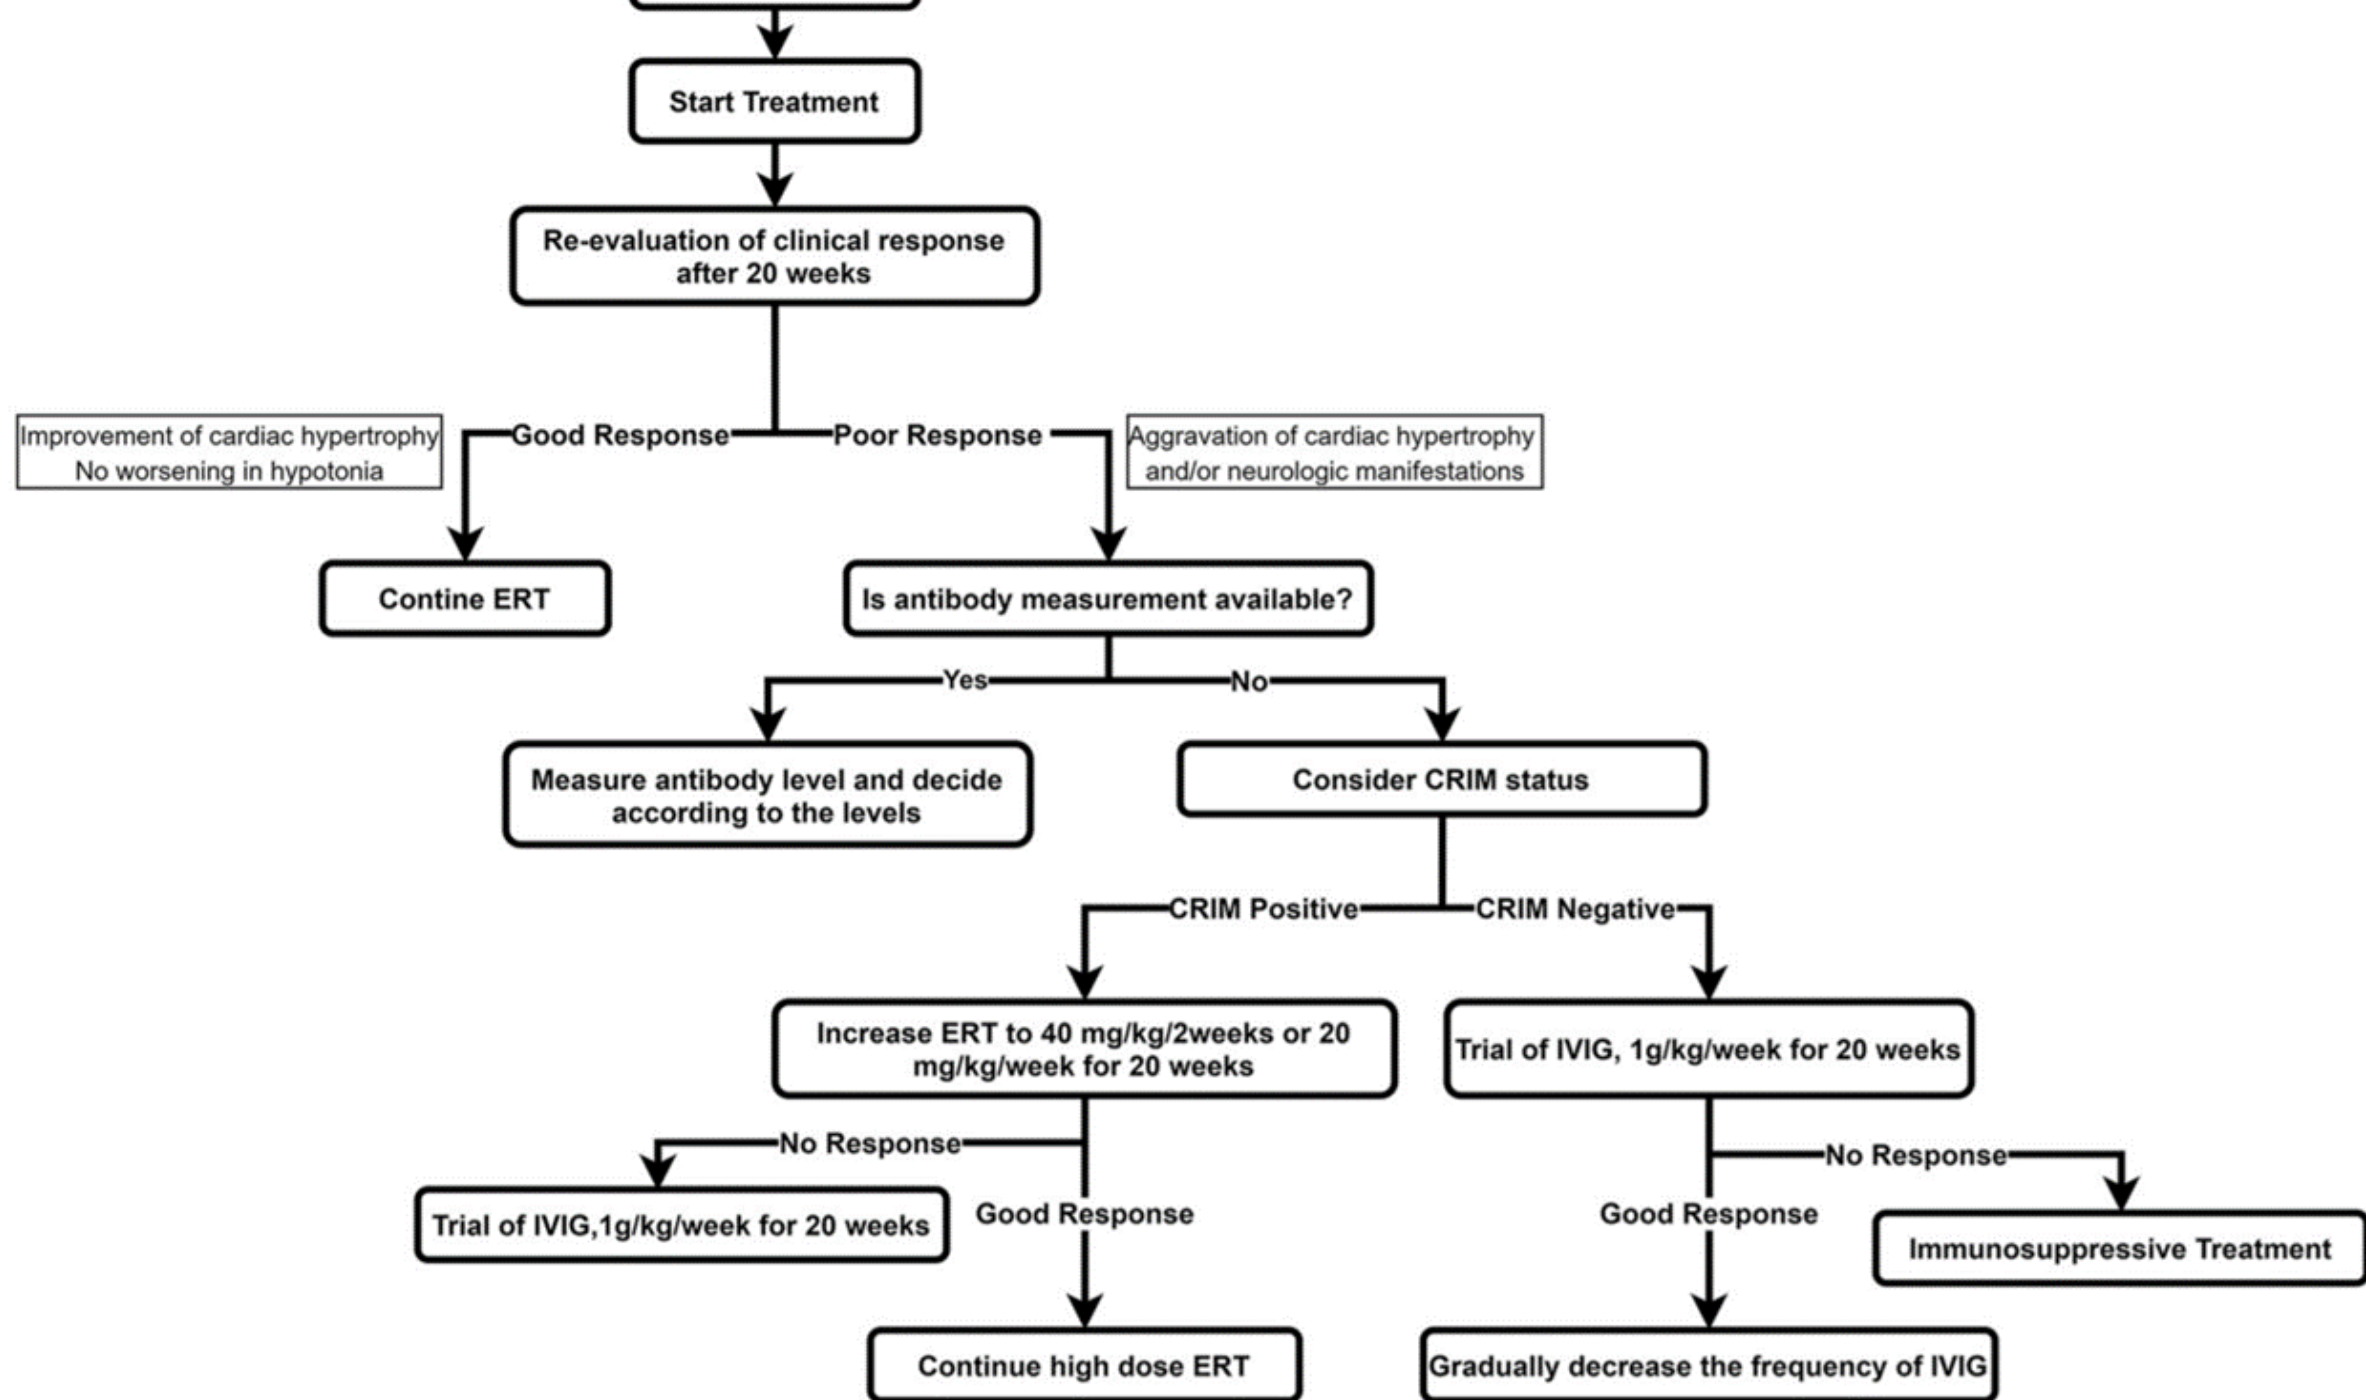 Start Treatment
Re-evaluation of clinical response
after 20 weeks
Improvement of cardiac hypertrophy
No worsening in hypotonia
Good Response
Poor Response
Aggravation of cardiac hypertrophy
and/or neurologic manifestations
Contine ERT
Is antibody measurement available?
Yes
No
Measure antibody level and decide
according to the levels
Consider CRIM status
CRIM Positive
CRIM Negative
Increase ERT to 40 mg/kg/2weeks or 20
mg/kg/week for 20 weeks
Trial of IVIG, 1g/kg/week for 20 weeks
No Response
No Response
Trial of IVIG,1g/kg/week for 20 weeks
Good Response
Good Response
Immunosuppressive Treatment
Continue high dose ERT
Gradually decrease the frequency of IVIG